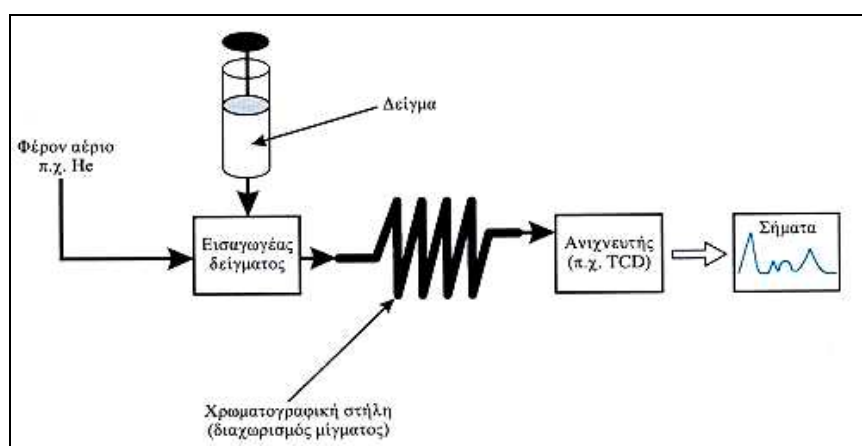 Δείγμα
Φέρον αέριο
π.χ. He
Εισαγωγέας
δείγματος
Ανιχνευτής
(π.χ. TCD)
Σήματα
Χρωματογραφική στήλη
(διαχωρισμός μίγματος)